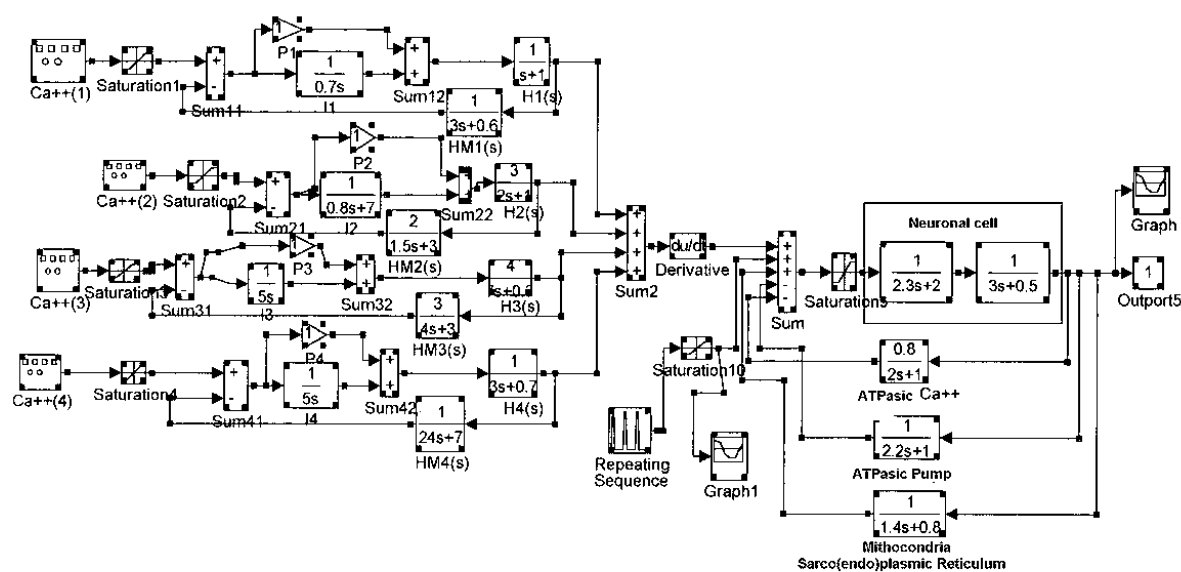 P1
1
Ca++(1)
Saturation1
+
-
Sum11
1
0.7s
I1
+
+
Sum12
1
s+1
H1(s)
1
3s+0.6
HM1(s)
1
P2
Ca++(2)
Saturation2
+
-
Sum21
1
0.8s+7
I2
Sum22
3
2s+1
H2(s)
2
1.5s+3
HM2(s)
1
P3
Ca++(3)
Saturation3
+
-
Sum31
1
5s
I3
+
+
Sum32
4
H3(s)
3
4s+3
HM3(s)
1
P4
Ca++(4)
Saturation4
+
-
Sum41
1
5s
I4
+
+
Sum42
1
3s+0.7
H4(s)
1
24s+7
HM4(s)
+
+
+
+
Sum2
du/dt
Derivative
+
+
+
-
-
Sum
Saturation5
Neuronal cell
1
2.3s+2
1
3s+0.5
Graph
1
Outport5
Saturation10
Repeating
Sequence
Graph1
0.8
2s+1
ATPasic Ca++
1
2.2s+1
ATPasic Pump
1
1.4s+0.8
Mithocondria
Sarco(endo)plasmic Reticulum